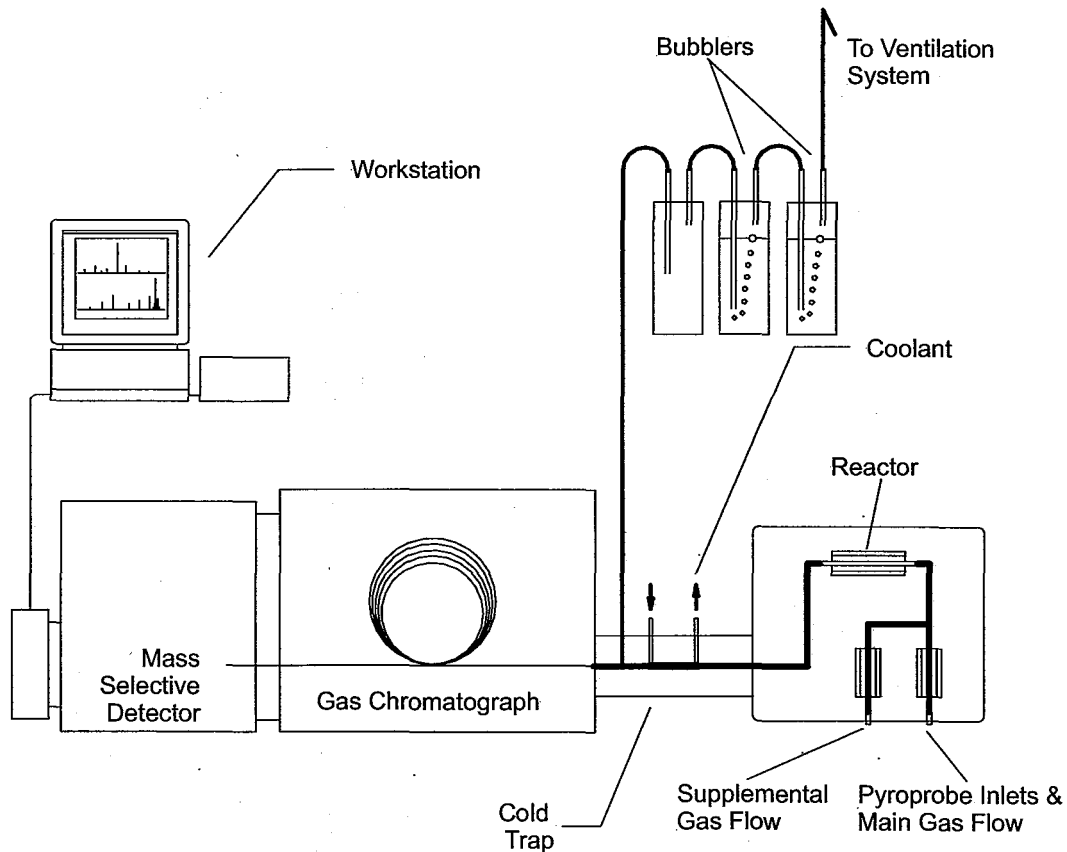 Bubblers
To Ventilation
System
Workstation
Coolant
Reactor
Mass
Selective
Detector
Gas Chromatograph
Cold
Trap
Supplemental
Gas Flow
Pyroprobe Inlets &
Main Gas Flow